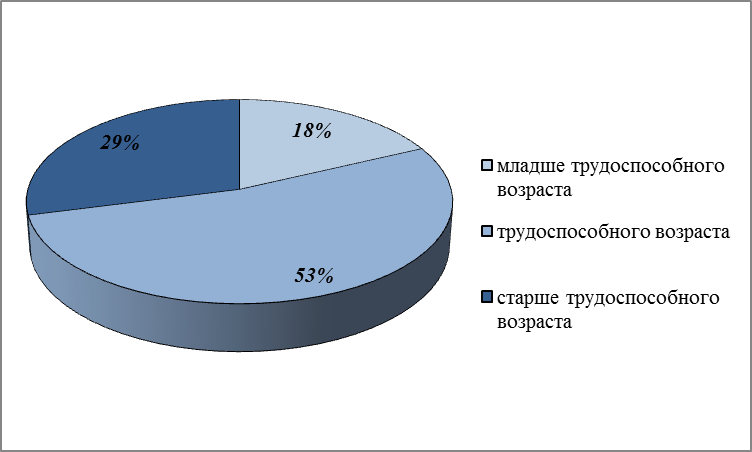 18%
29%
53%
младше трудоспособного
возраста
трудоспособного возраста
старше трудоспособного
возраста